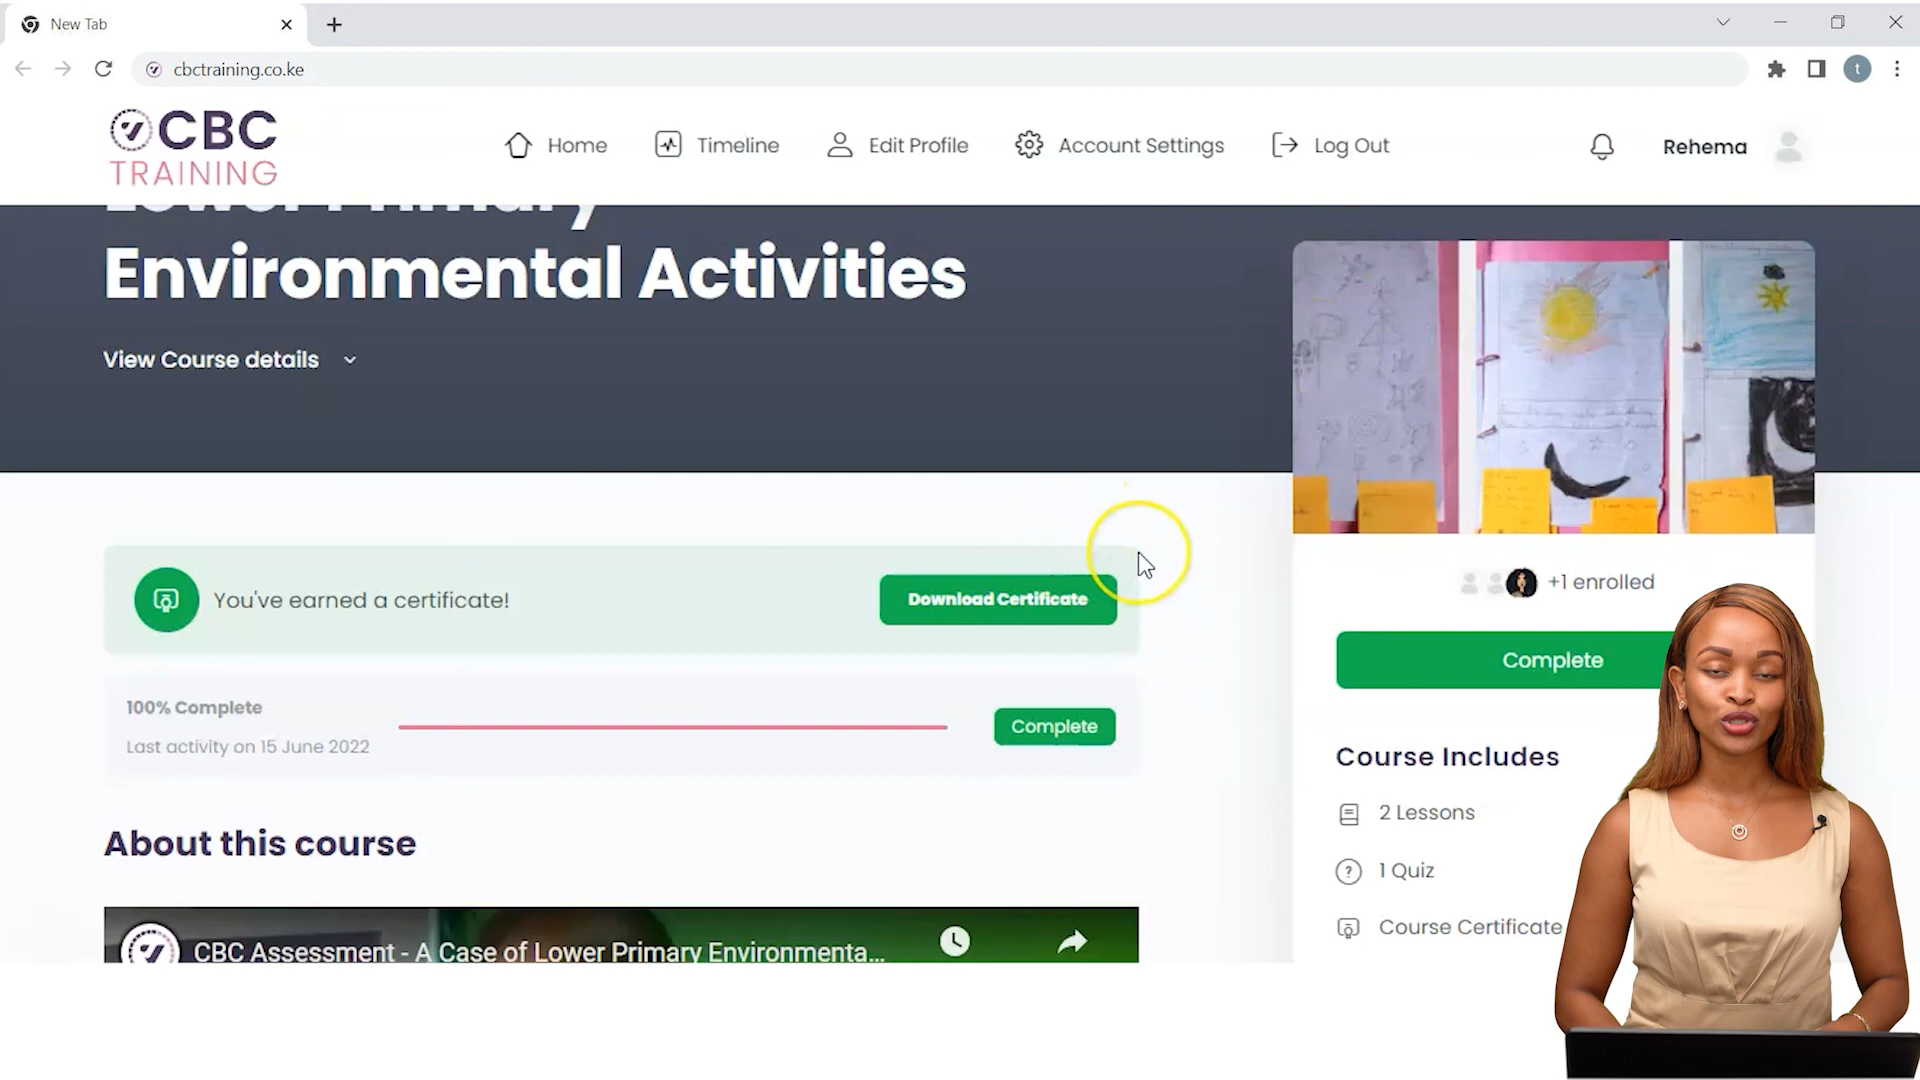 New Tab
cbctraining.co.ke
t
CBC
TRAINING
Home
Timeline
Edit Profile
Account Settings
Log Out
Rehema
Lower Primary
Environmental Activities
View Course details
You've earned a certificate!
Download Certificate
+1 enrolled
Complete
100% Complete
Last activity on 15 June 2022
Complete
Course Includes
2 Lessons
? 1 Quiz
Course Certificate
About this course
CBC Assessment - A Case of Lower Primary Environmenta...